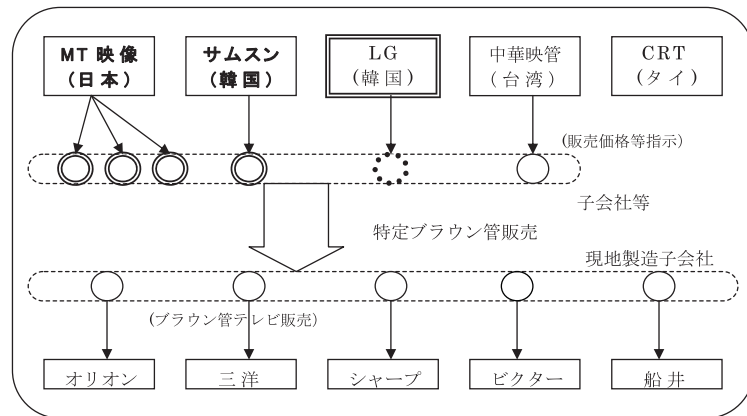 MT 映像
(日本)
サムスン
(韓国)
LG
(韓国)
中華映管
(台湾)
CRT
(タイ)
(販売価格等指示)
子会社等
特定ブラウン管販売
現地製造子会社
(ブラウン管テレビ販売)
オリオン
三洋
シャープ
ビクター
船井